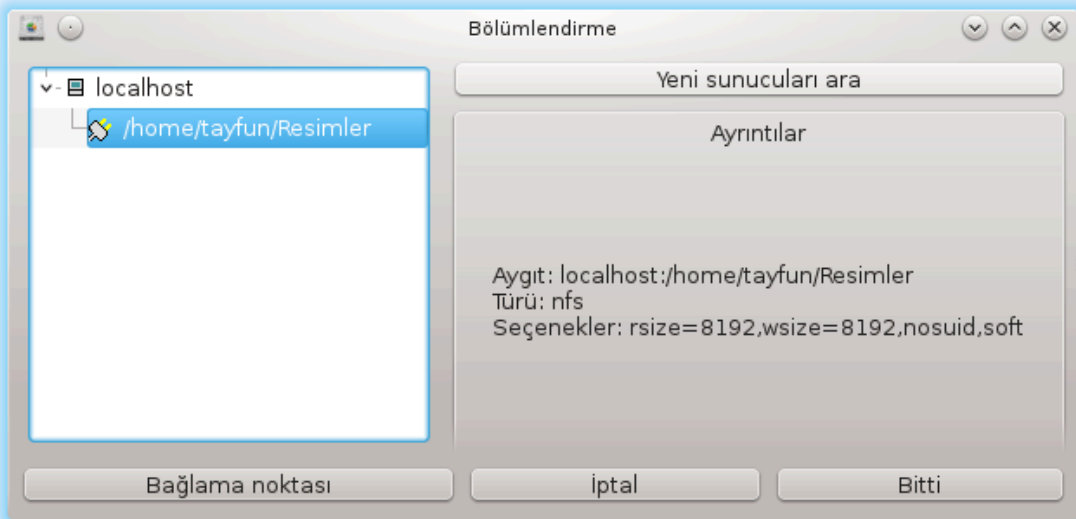 Bölümlendirme
localhost
/home/tayfun/Resimler
Yeni sunucuları ara
Ayrıntılar
Aygıt: localhost:/home/tayfun/Resimler
Türü: nfs
Seçenekler: rsize=8192,wsize=8192,nosuid,soft
Bağlama noktası
İptal
Bitti